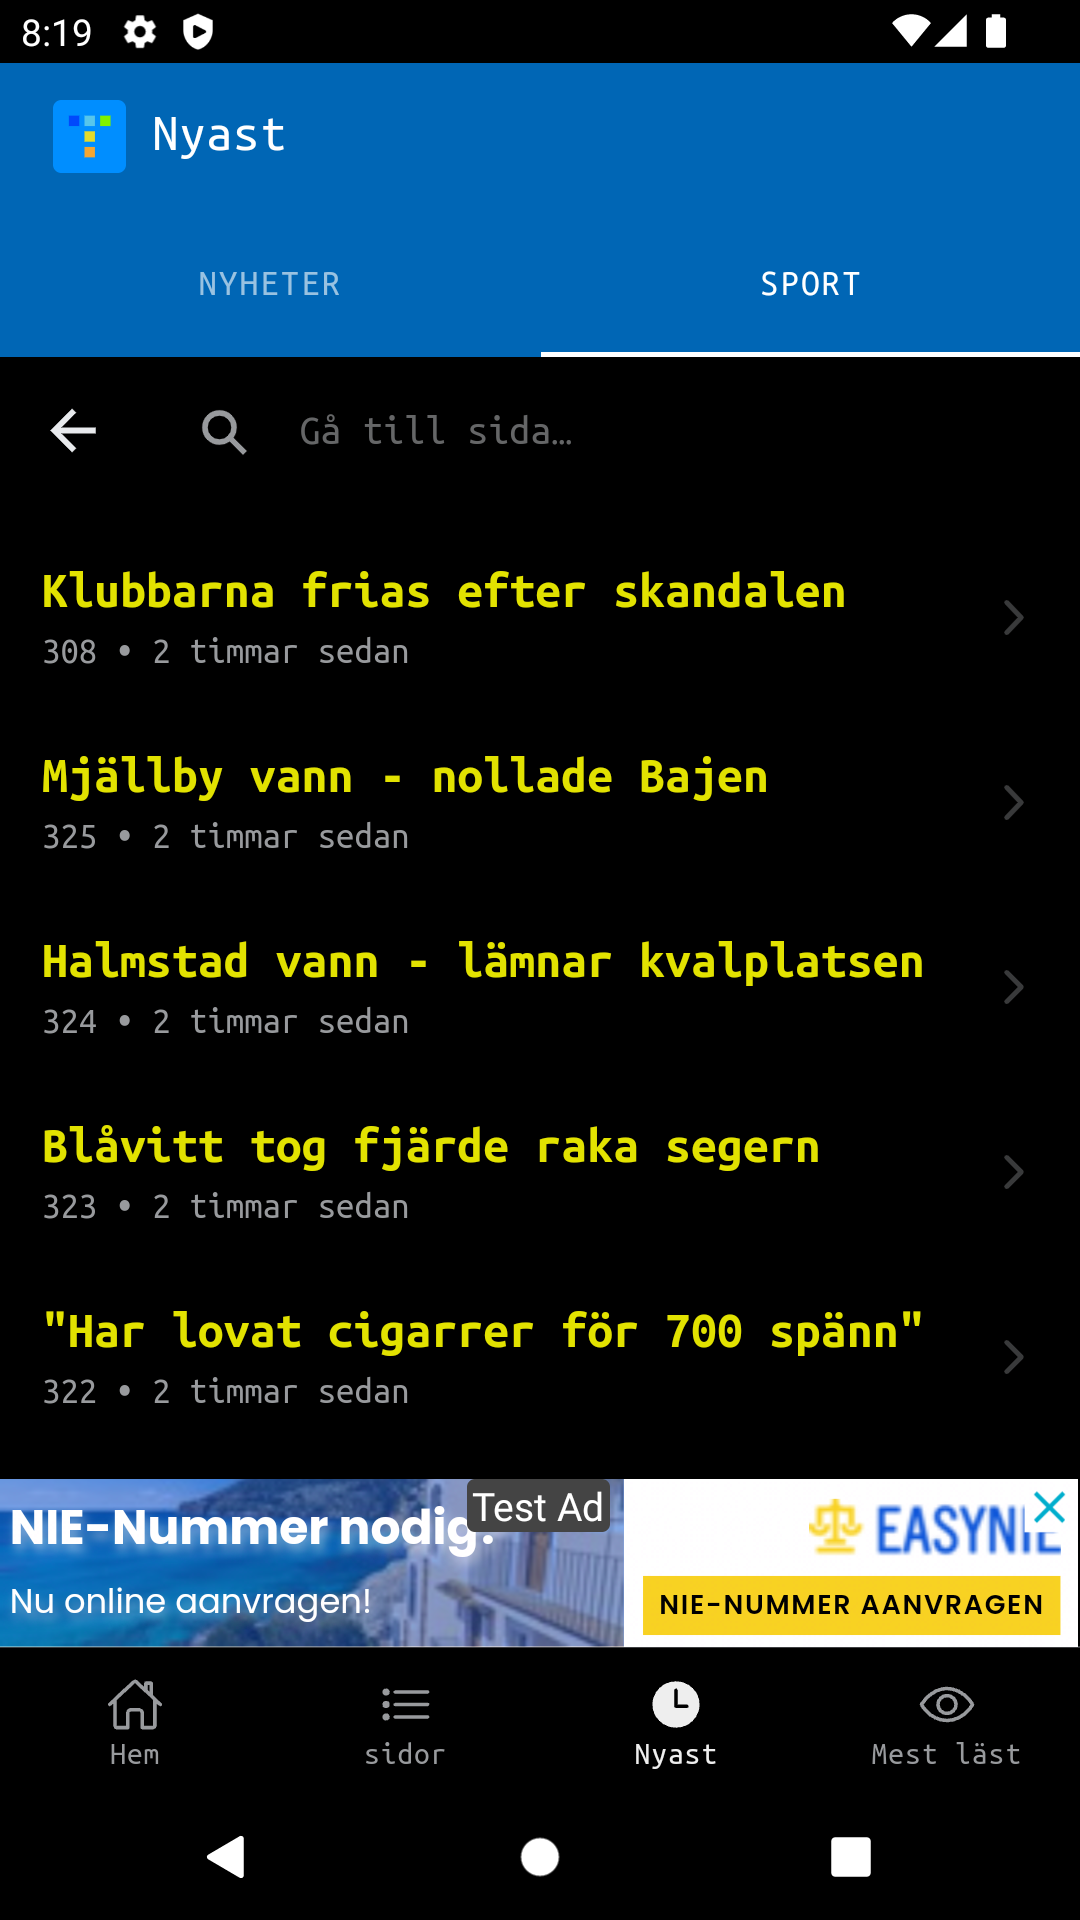 8:19
Nyast
NYHETER
SPORT
Gå till sida…
Klubbarna frias efter skandalen
308 • 2 timmar sedan
Mjällby vann - nollade Bajen
325 • 2 timmar sedan
Halmstad vann - lämnar kvalplatsen
324 • 2 timmar sedan
Blåvitt tog fjärde raka segern
323 • 2 timmar sedan
"Har lovat cigarrer för 700 spänn"
322 • 2 timmar sedan
Test Ad
NIE-Nummer nodig?
Nu online aanvragen!
EASYNIE
NIE-NUMMER AANVRAGEN
Hem
sidor
Nyast
Mest läst